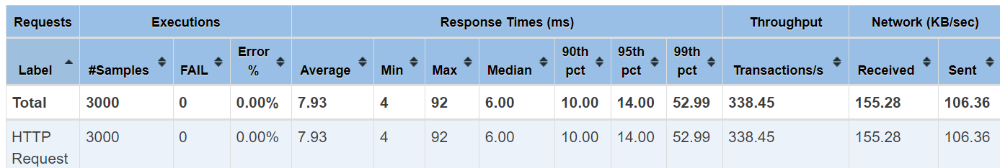 Requests Executions Response Times (ms) Throughput Network (KB/sec)
Label #Samples FAIL Error % Average Min Max Median 90th pct 95th pct 99th pct Transactions/s Received Sent
Total 3000 0 0.00% 7.93 4 92 6.00 10.00 14.00 52.99 338.45 155.28 106.36
HTTP Request 3000 0 0.00% 7.93 4 92 6.00 10.00 14.00 52.99 338.45 155.28 106.36